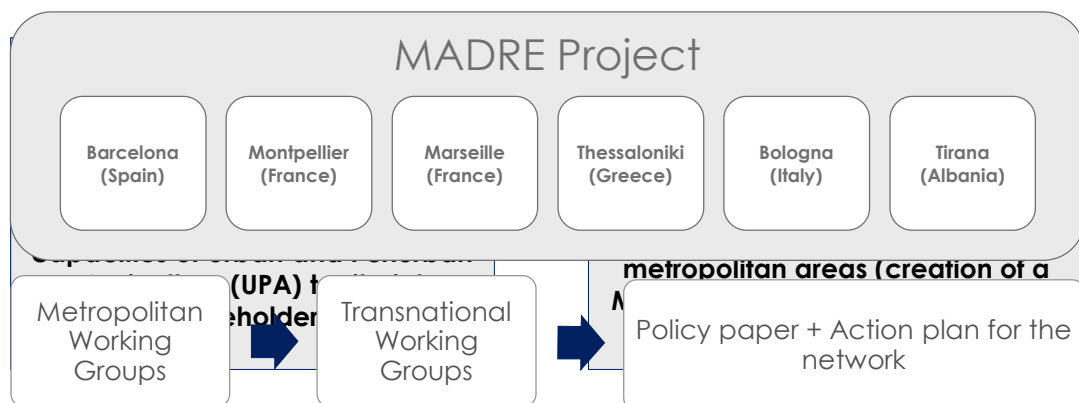 MADRE Project
Barcelona
(Spain)
Montpellier
(France)
Marseille
(France)
Thessaloniki
(Greece)
Bologna
(Italy)
Tirana
(Albania)
(UPA)
metropolitan areas (creation of a
Metropolitan
Working
Groups
Transnational
Working
Groups
Policy paper + Action plan for the
network